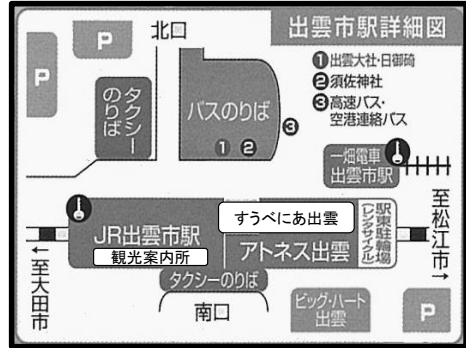 出雲市駅詳細図
❶出雲大社・日御碕
❷須佐神社
❸高速バス・
空港連絡バス
北口
P
P
タクシー
のりば
バスのりば
❶ ❷
❸
一畑電車
出雲市駅
すうべにあ出雲
JR出雲市駅
観光案内所
アトネス出雲
駅東駐輪場
(レンタサイクル)
至松江市→
←至大田市
タクシーのりば
南口
ビッグ・ハート
出雲
P